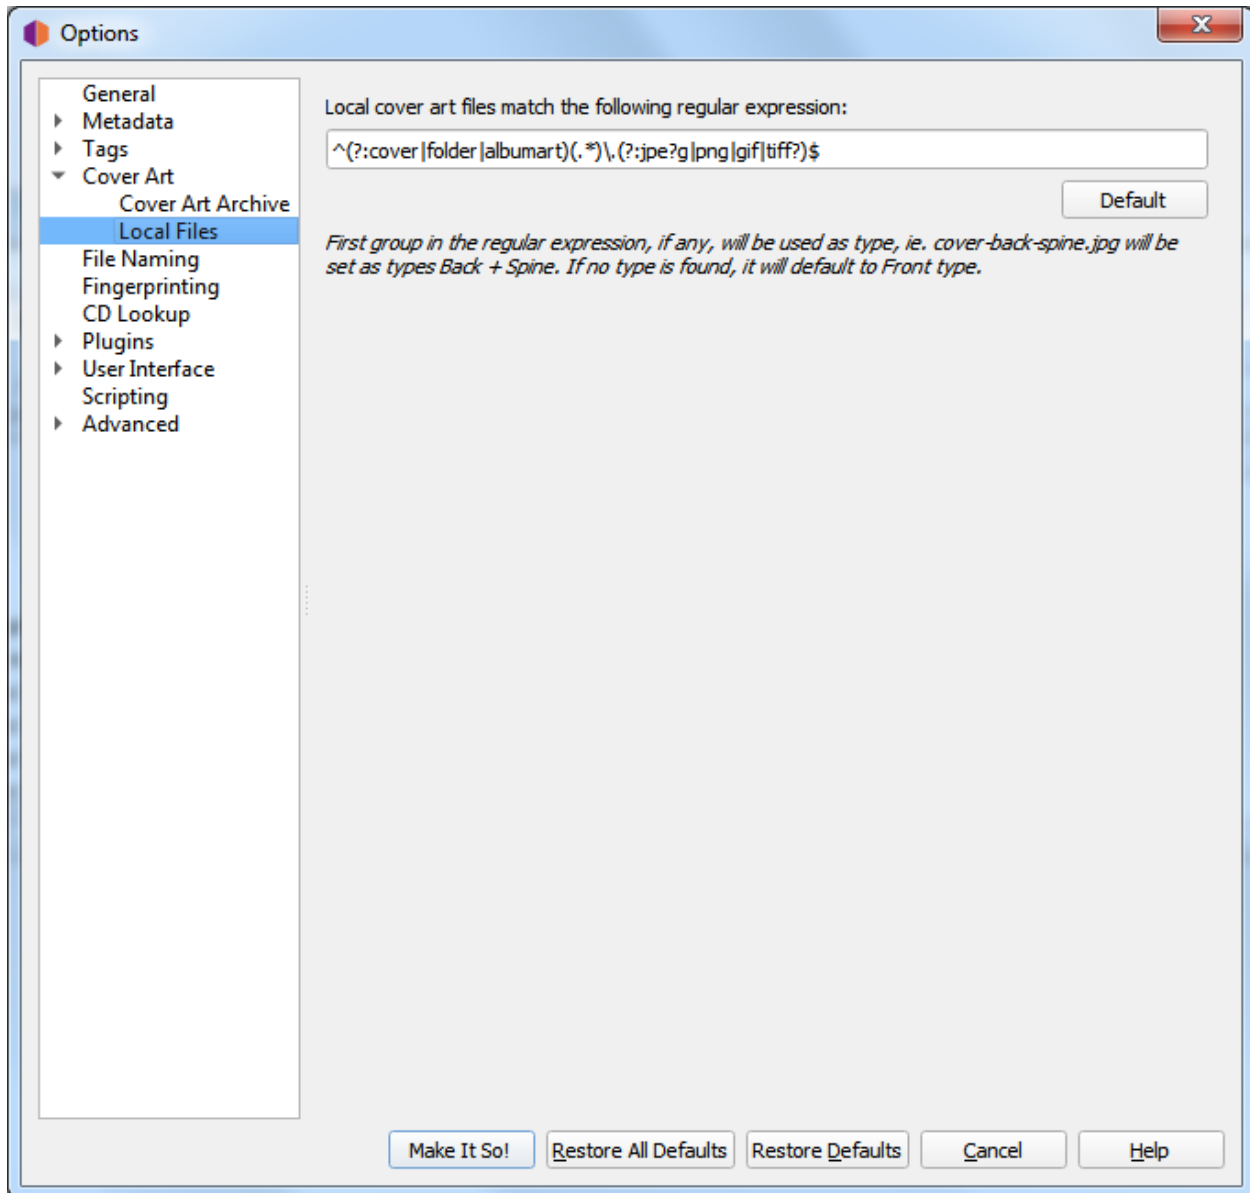 Options
General
Metadata
Tags
Cover Art
Cover Art Archive
Local Files
File Naming
Fingerprinting
CD Lookup
Plugins
User Interface
Scripting
Advanced
Local cover art files match the following regular expression:
^(?:cover|folder|albumart)(.*)\.(?:jpe?g|png|gif|tiff?)$
Default
First group in the regular expression, if any, will be used as type, ie. cover-back-spine.jpg will be
set as types Back + Spine. If no type is found, it will default to Front type.
Make It So!
Restore All Defaults
Restore Defaults
Cancel
Help